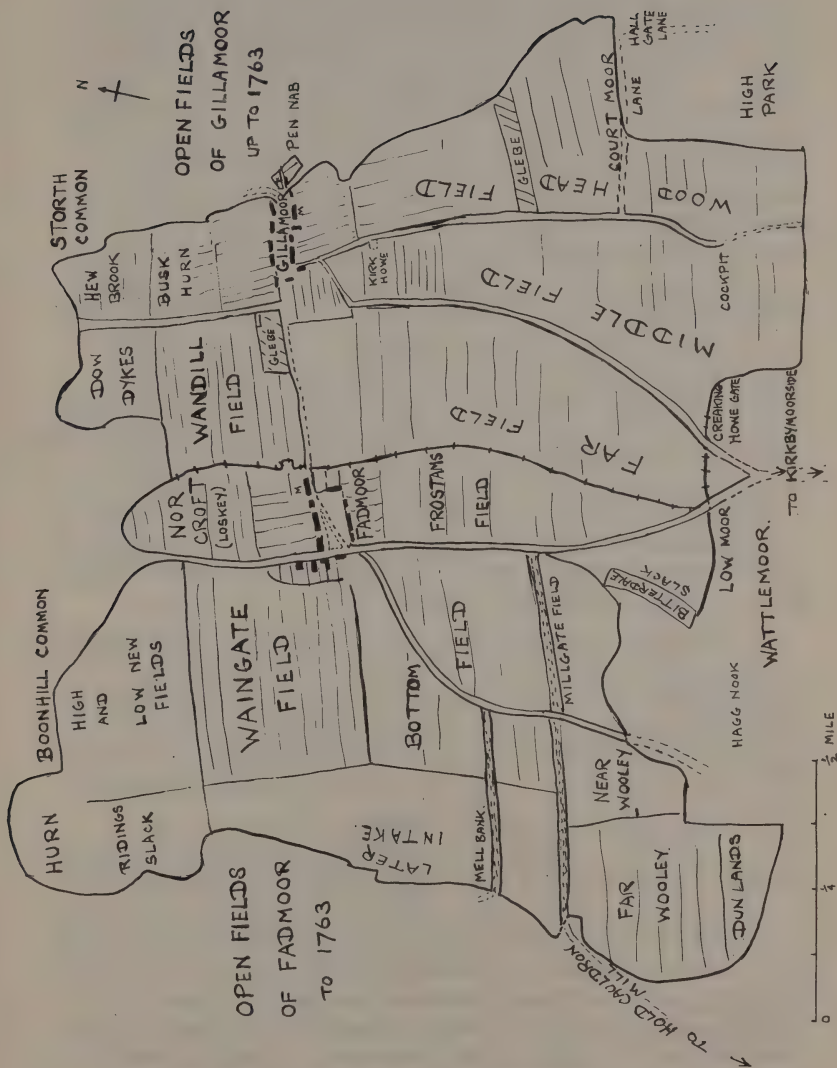 N
OPEN FIELDS
OF GILLAMOOR
UP TO 1763
PEN NAB
STORTH
COMMON
HEW
BROOK
BUSK
HURN
GILLAMOOR
M
DOW
DYKES
WANDILL
FIELD
GLEBE
KIRK
HOWE
HEAD
FIELD
GLEBE
COURT MOOR
LANE
HALL
GATE
LANE
HIGH
PARK
WOOD
MIDDLE
FIELD
COCKPIT
FAR
FIELD
CREAKING
HOWE GATE
TO KIRKBYMOORSIDE
NOR
CROFT
(LOSKEY)
M
FADMOOR
FROSTAMS
FIELD
LOW MOOR
WATTLEMOOR.
BITTERDALE
SLACK
BOONHILL COMMON
HIGH
AND
LOW NEW
FIELDS
HURN
RIDINGS
SLACK
WAINGATE
FIELD
BOTTOM
FIELD
MILLGATE FIELD
LATER
INTAKE
MELL BANK.
HAGG NOOK
NEAR
WOOLEY
FAR
WOOLEY
DUN LANDS
OPEN FIELDS
OF FADMOOR
TO 1763
TO HOLD CAULDRON
MILL
0 ¼ ½ MILE